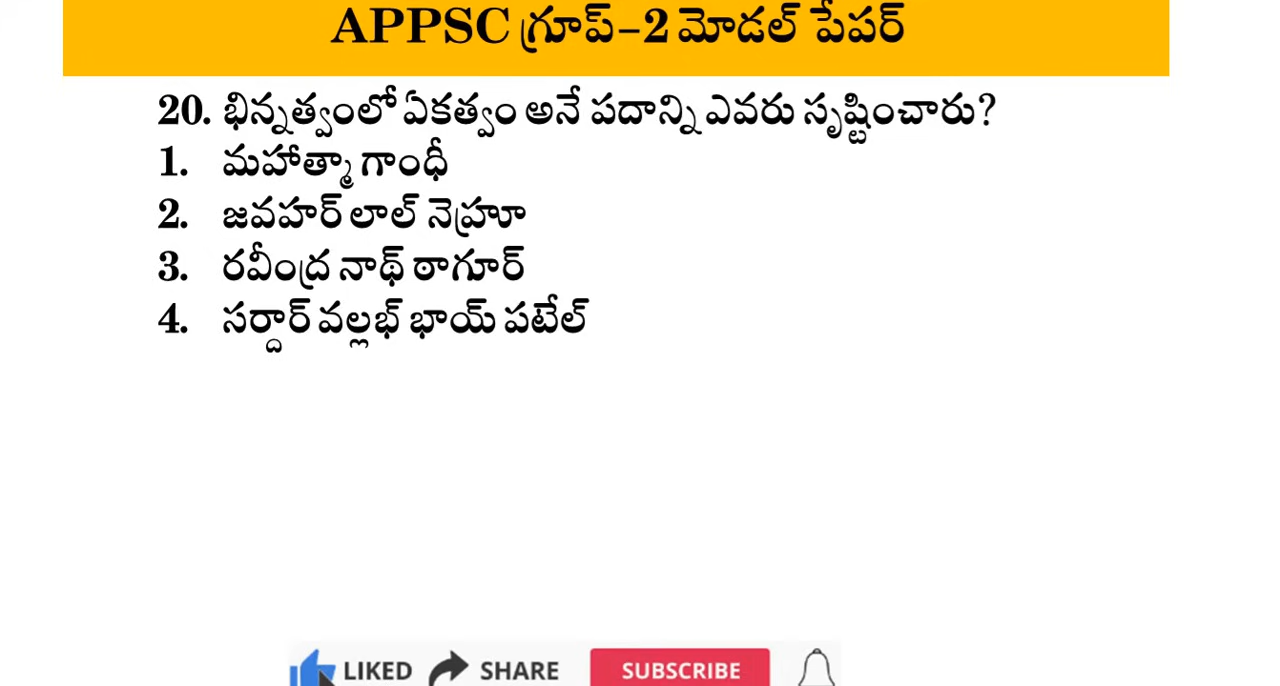 APPSC గ్రూప్-2 మోడల్ పేపర్
20. భిన్నత్వంలో ఏకత్వం అనే పదాన్ని ఎవరు సృష్టించారు?
1. మహాత్మా గాంధీ
2. జవహర్ లాల్ నెహ్రూ
3. రవీంద్ర నాథ్ ఠాగూర్
4. సర్దార్ వల్లభ్ భాయ్ పటేల్
LIKED SHARE SUBSCRIBE